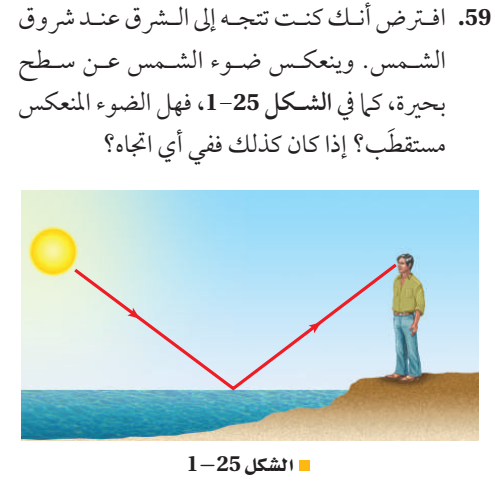 59. افترض أنك كنت تتجه إلى الشرق عند شروق
الشمس. وينعكس ضوء الشمس عن سطح
بحيرة، كما في الشكل 25–1، فهل الضوء المنعكس
مستقطَب؟ إذا كان كذلك ففي أي اتجاه؟
الشكل 25–1